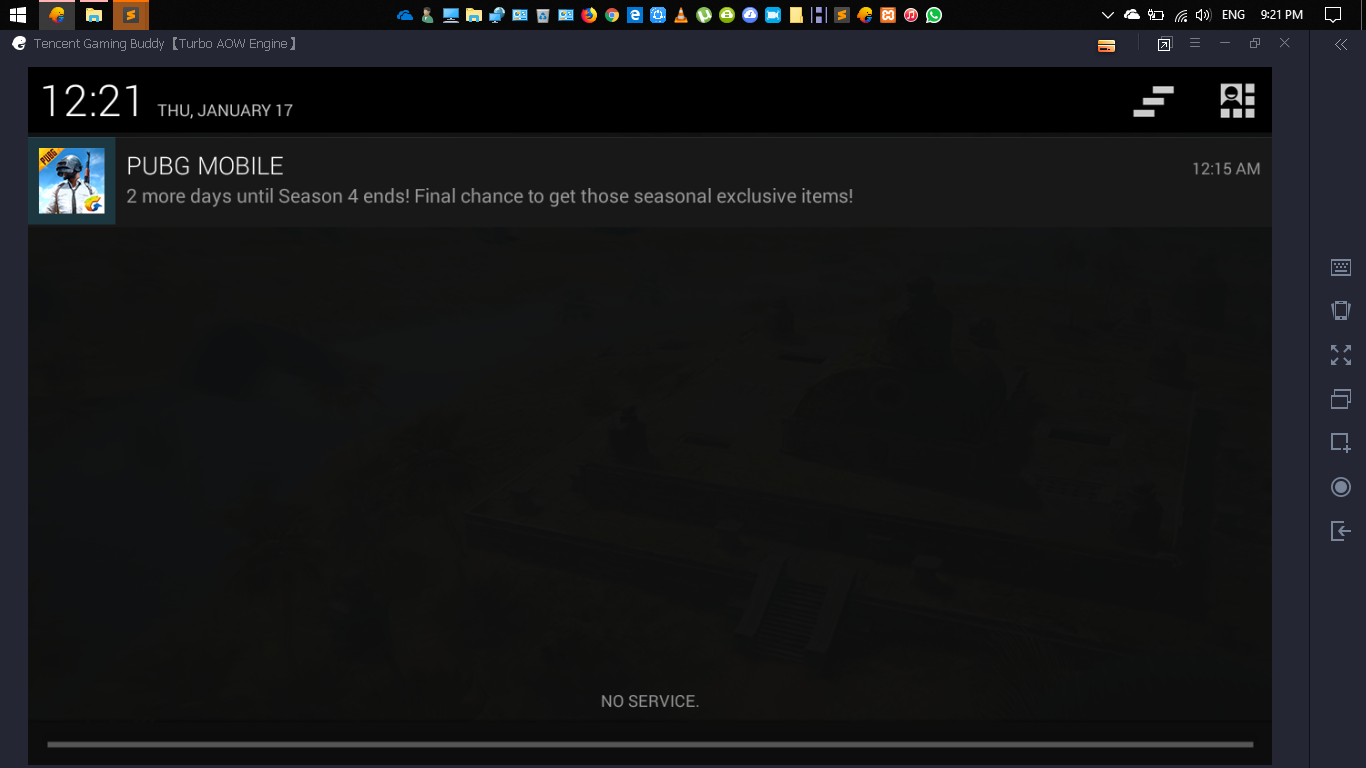 ENG 9:21 PM
Tencent Gaming Buddy【Turbo AOW Engine】
12:21 THU, JANUARY 17
PUBG
PUBG MOBILE 12:15 AM
2 more days until Season 4 ends! Final chance to get those seasonal exclusive items!
NO SERVICE.